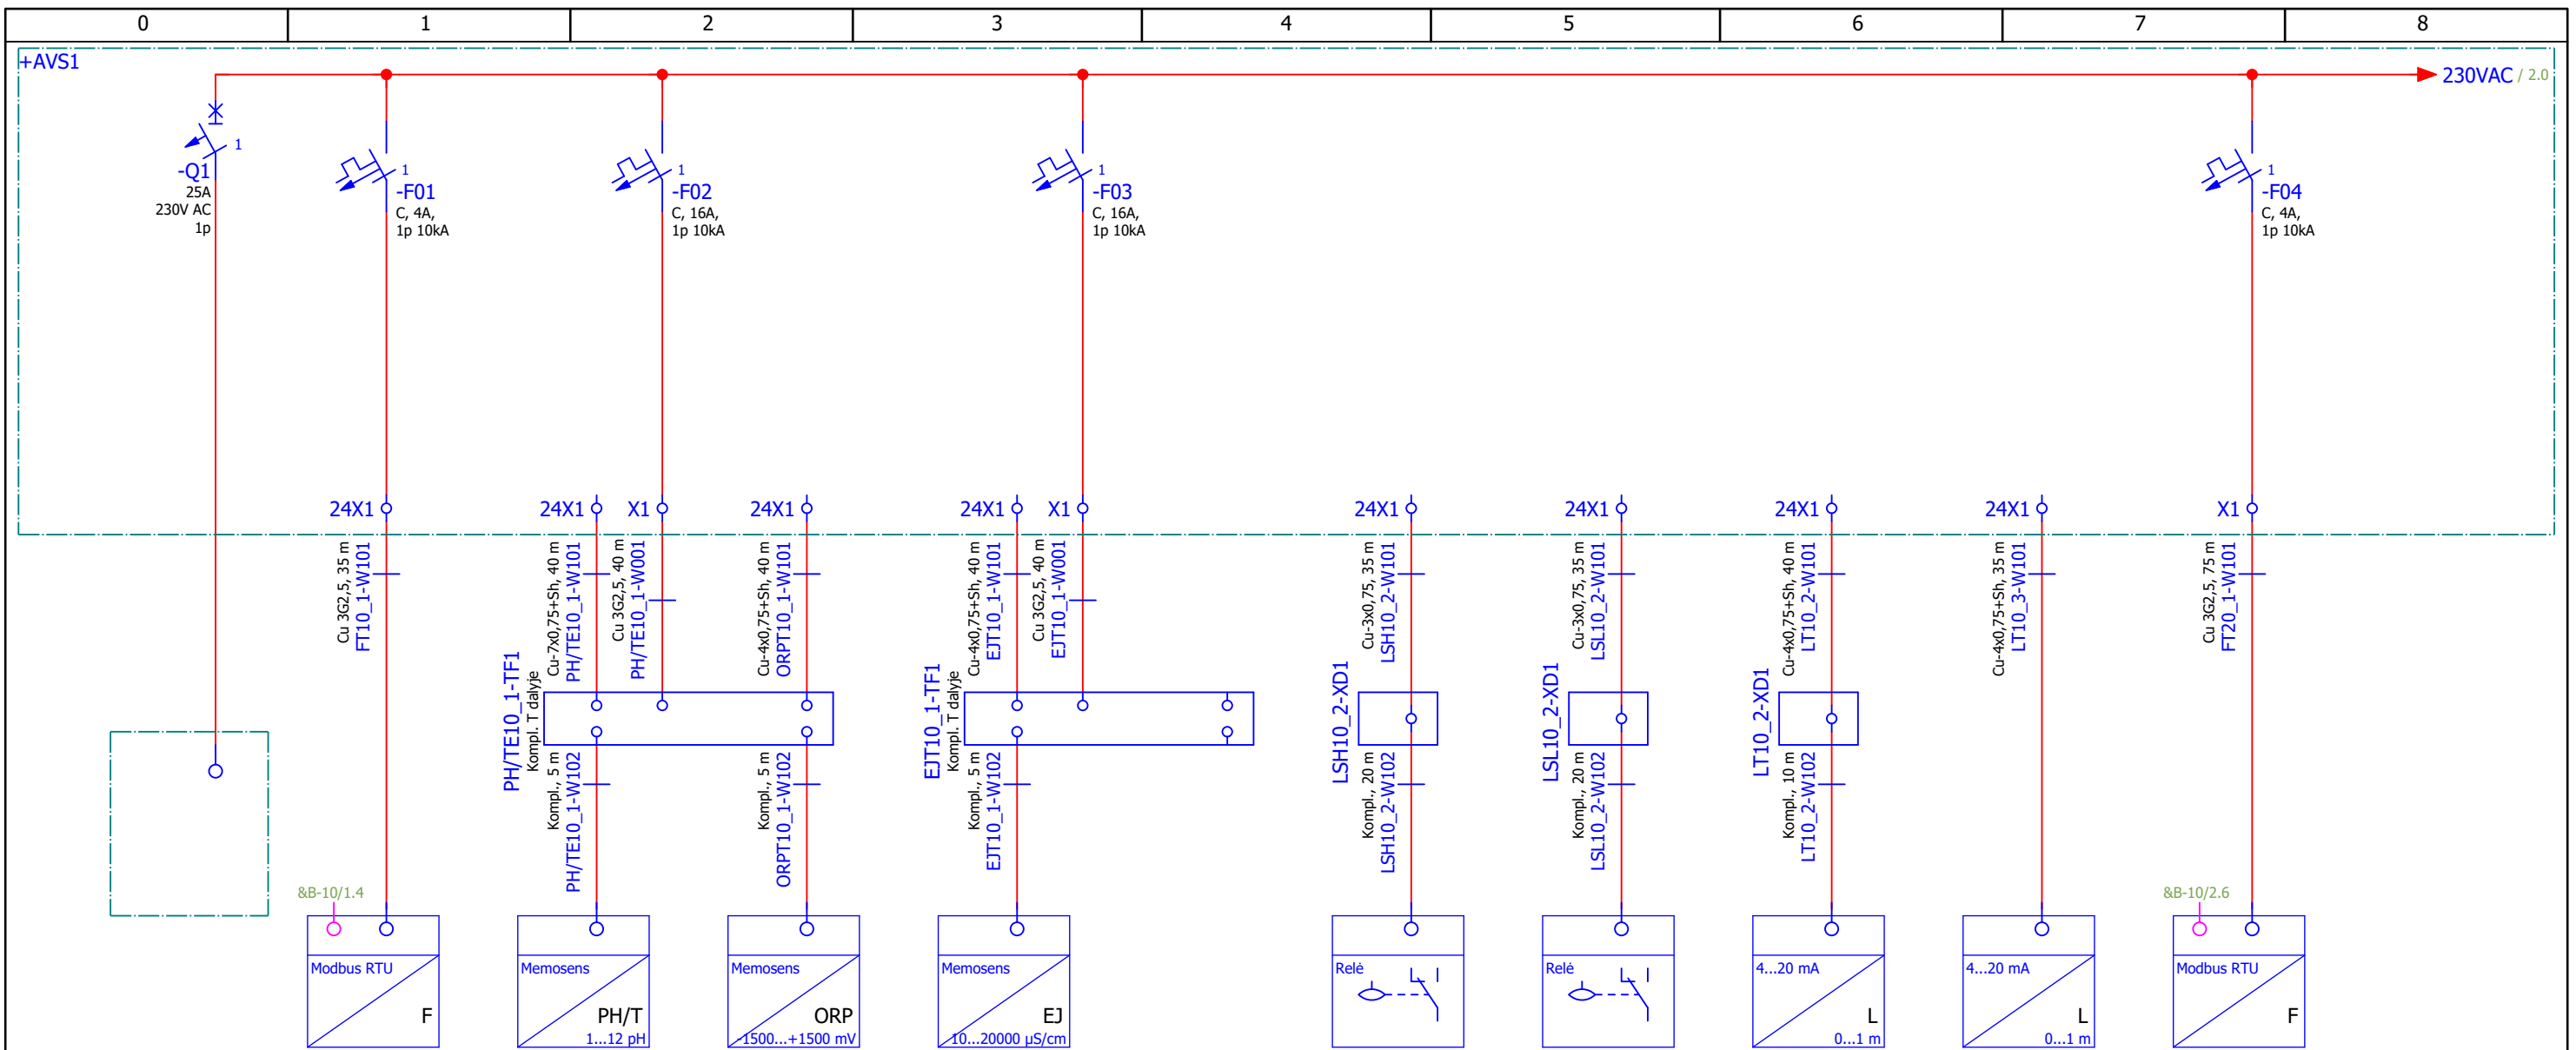 0 1 2 3 4 5 6 7 8
+AVS1
230VAC / 2.0
1
-Q1
25A
230V AC
1p
1
-F01
C, 4A,
1p 10kA
1
-F02
C, 16A,
1p 10kA
1
-F03
C, 16A,
1p 10kA
1
-F04
C, 4A,
1p 10kA
24X1
24X1
X1
24X1
24X1
X1
24X1
24X1
24X1
24X1
X1
Cu 3G2,5, 35 m
FT10_1-W101
Cu-7x0,75+Sh, 40 m
PH/TE10_1-W101
Cu 3G2,5, 40 m
PH/TE10_1-W001
Cu-4x0,75+Sh, 40 m
ORPT10_1-W101
Cu-4x0,75+Sh, 40 m
EJT10_1-W101
Cu 3G2,5, 40 m
EJT10_1-W001
Cu-3x0,75, 35 m
LSH10_2-W101
Cu-3x0,75, 35 m
LSL10_2-W101
Cu-4x0,75+Sh, 40 m
LT10_2-W101
Cu-4x0,75+Sh, 35 m
LT10_3-W101
Cu 3G2,5, 75 m
FT20_1-W101
PH/TE10_1-TF1
Kompl. T dalyje
EJT10_1-TF1
Kompl. T dalyje
LSH10_2-XD1
LSL10_2-XD1
LT10_2-XD1
Kompl., 5 m
PH/TE10_1-W102
Kompl., 5 m
ORPT10_1-W102
Kompl., 5 m
EJT10_1-W102
Kompl., 20 m
LSH10_2-W102
Kompl., 20 m
LSL10_2-W102
Kompl., 10 m
LT10_2-W102
&B-10/1.4
&B-10/2.6
Modbus RTU
F
Memosens
PH/T
1...12 pH
Memosens
ORP
-1500...+1500 mV
Memosens
EJ
10...20000 µS/cm
Relė
Relė
4...20 mA
L
0...1 m
4...20 mA
L
0...1 m
Modbus RTU
F